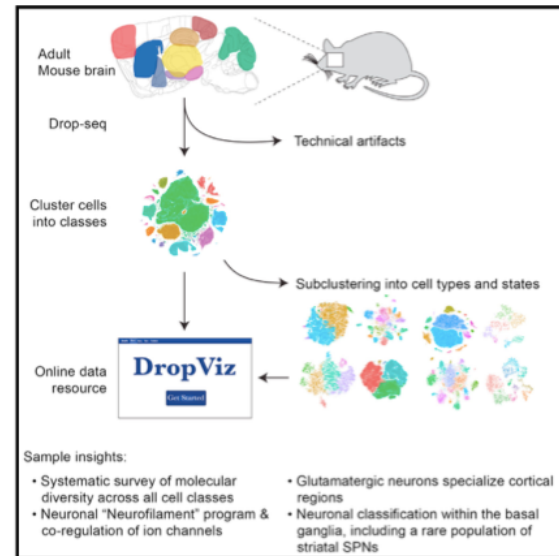 Adult
Mouse brain
Drop-seq
Technical artifacts
Cluster cells
into classes
Subclustering into cell types and states
Online data
resource
DropViz
Get Started
Sample insights:
• Systematic survey of molecular
diversity across all cell classes
• Neuronal “Neurofilament” program &
co-regulation of ion channels
• Glutamatergic neurons specialize cortical
regions
• Neuronal classification within the basal
ganglia, including a rare population of
striatal SPNs